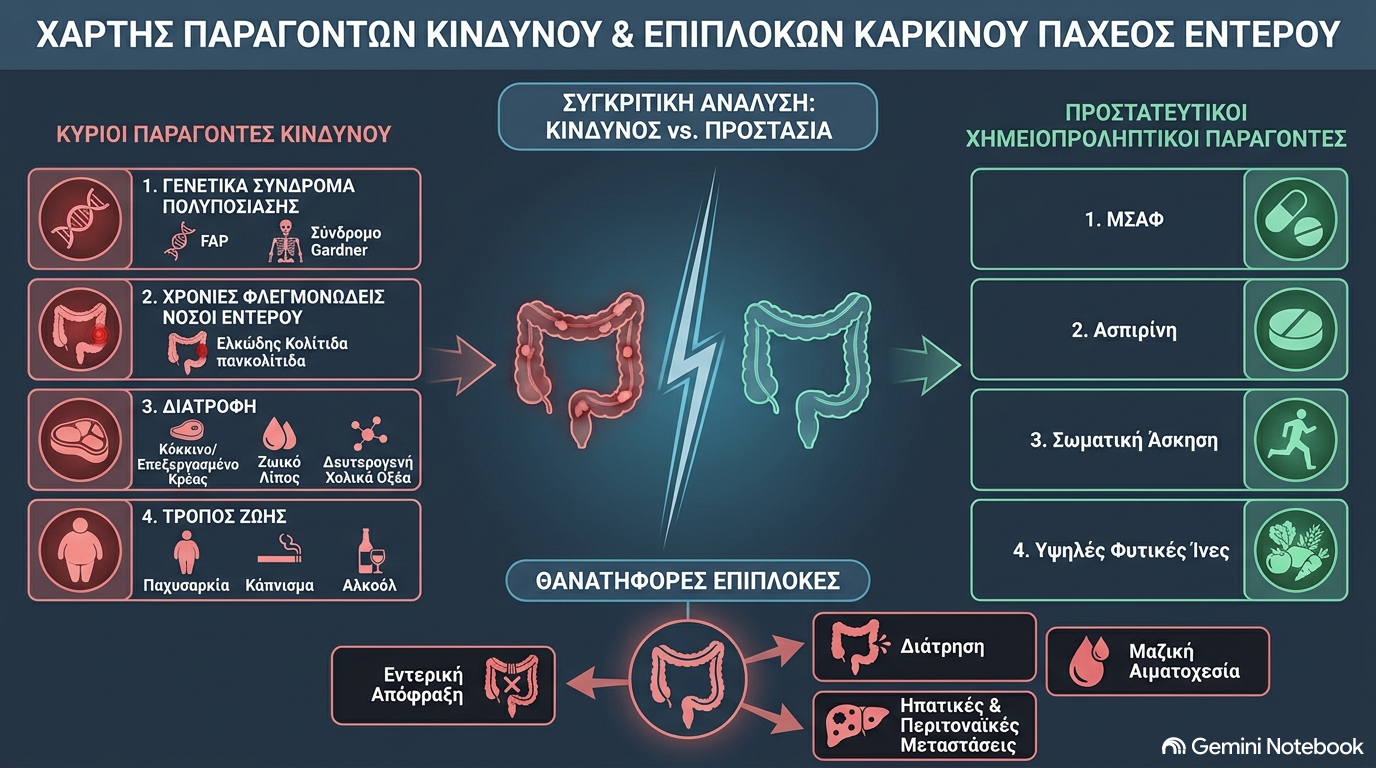 ΧΑΡΤΗΣ ΠΑΡΑΓΟΝΤΩΝ ΚΙΝΔΥΝΟΥ & ΕΠΙΠΛΟΚΩΝ ΚΑΡΚΙΝΟΥ ΠΑΧΕΟΣ ΕΝΤΕΡΟΥ
ΚΥΡΙΟΙ ΠΑΡΑΓΟΝΤΕΣ ΚΙΝΔΥΝΟΥ
1. ΓΕΝΕΤΙΚΑ ΣΥΝΔΡΟΜΑ
ΠΟΛΥΠΟΣΙΑΣΗΣ
FAP
Σύνδρομο
Gardner
2. ΧΡΟΝΙΕΣ ΦΛΕΓΜΟΝΩΔΕΙΣ
ΝΟΣΟΙ ΕΝΤΕΡΟΥ
Ελκώδης Κολίτιδα
πανκολίτιδα
3. ΔΙΑΤΡΟΦΗ
Κόκκινο/
Επεξεργασμένο
Κρέας
Ζωικό
Λίπος
Δευτερογενή
Χολικά Οξέα
4. ΤΡΟΠΟΣ ΖΩΗΣ
Παχυσαρκία
Κάπνισμα
Αλκοόλ
ΣΥΓΚΡΙΤΙΚΗ ΑΝΑΛΥΣΗ:
ΚΙΝΔΥΝΟΣ vs. ΠΡΟΣΤΑΣΙΑ
ΠΡΟΣΤΑΤΕΥΤΙΚΟΙ
ΧΗΜΕΙΟΠΡΟΛΗΠΤΙΚΟΙ ΠΑΡΑΓΟΝΤΕΣ
1. ΜΣΑΦ
2. Ασπιρίνη
3. Σωματική Άσκηση
4. Υψηλές Φυτικές Ίνες
ΘΑΝΑΤΗΦΟΡΕΣ ΕΠΙΠΛΟΚΕΣ
Εντερική
Απόφραξη
Διάτρηση
Ηπατικές &
Περιτοναϊκές
Μεταστάσεις
Μαζική
Αιματοχεσία
Gemini Notebook